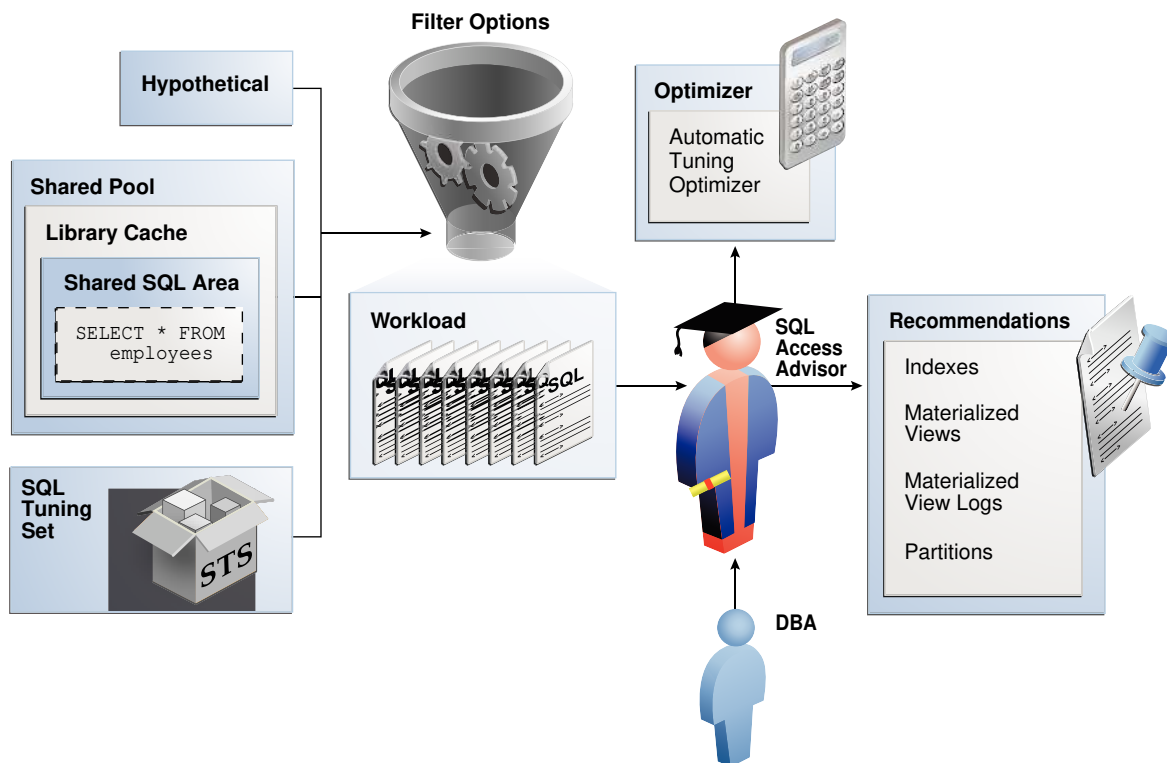 Filter Options
Hypothetical
Shared Pool
Library Cache
Shared SQL Area
SELECT * FROM
employees
SQL
Tuning
Set
STS
Workload
SQL
Optimizer
Automatic
Tuning
Optimizer
SQL
Access
Advisor
DBA
Recommendations
Indexes
Materialized
Views
Materialized
View Logs
Partitions